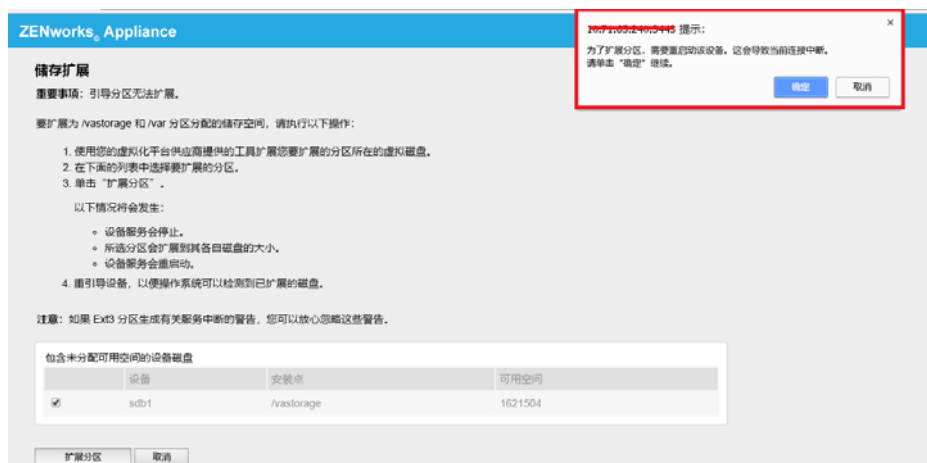 ZENworks® Appliance
提示：
为了扩展分区，需要重启动该设备。这会导致当前连接中断。
请单击“确定”继续。
确定 取消
储存扩展
重要事项：引导分区无法扩展。
要扩展为 /vastorage 和 /var 分区分配的储存空间，请执行以下操作：
1. 使用您的虚拟化平台供应商提供的工具扩展您要扩展的分区所在的虚拟磁盘。
2. 在下面的列表中选择要扩展的分区。
3. 单击“扩展分区”。
以下情况将会发生：
设备服务会停止。
所选分区会扩展到其各自磁盘的大小。
设备服务会重启动。
4. 重引导设备，以便操作系统可以检测到已扩展的磁盘。
注意：如果 Ext3 分区生成有关服务中断的警告，您可以放心忽略这些警告。
包含未分配可用空间的设备磁盘
设备 安装点 可用空间
sdb1 /vastorage 1621504
扩展分区 取消